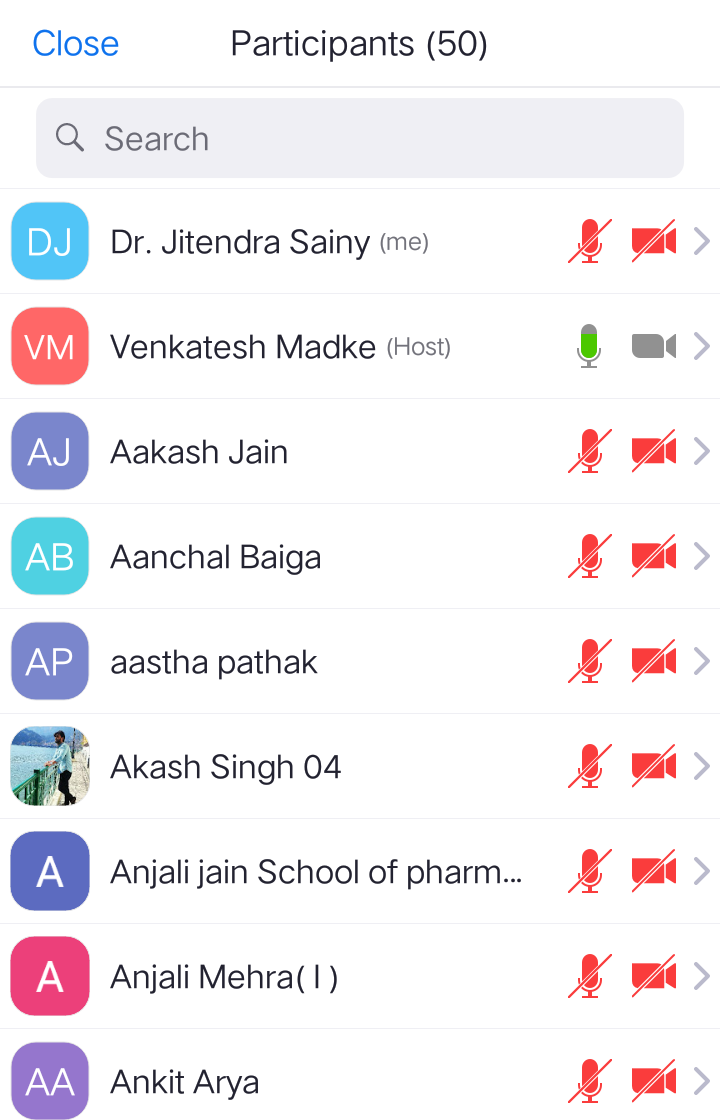 Close Participants (50)
Search
DJ Dr. Jitendra Sainy (me)
VM Venkatesh Madke (Host)
AJ Aakash Jain
AB Aanchal Baiga
AP aastha pathak
Akash Singh 04
A Anjali jain School of pharm...
A Anjali Mehra( I )
AA Ankit Arya